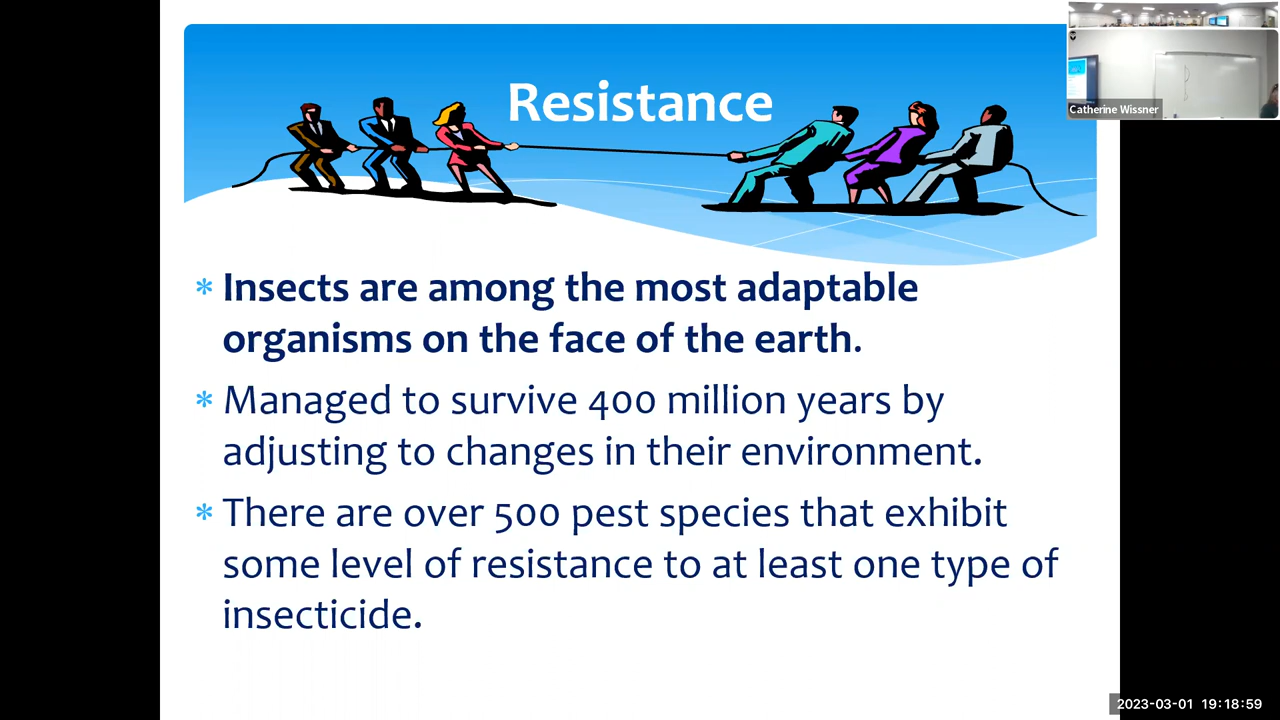 Resistance
Catherine Wissner
* Insects are among the most adaptable
organisms on the face of the earth.
* Managed to survive 400 million years by
adjusting to changes in their environment.
* There are over 500 pest species that exhibit
some level of resistance to at least one type of
insecticide.
2023-03-01 19:18:59